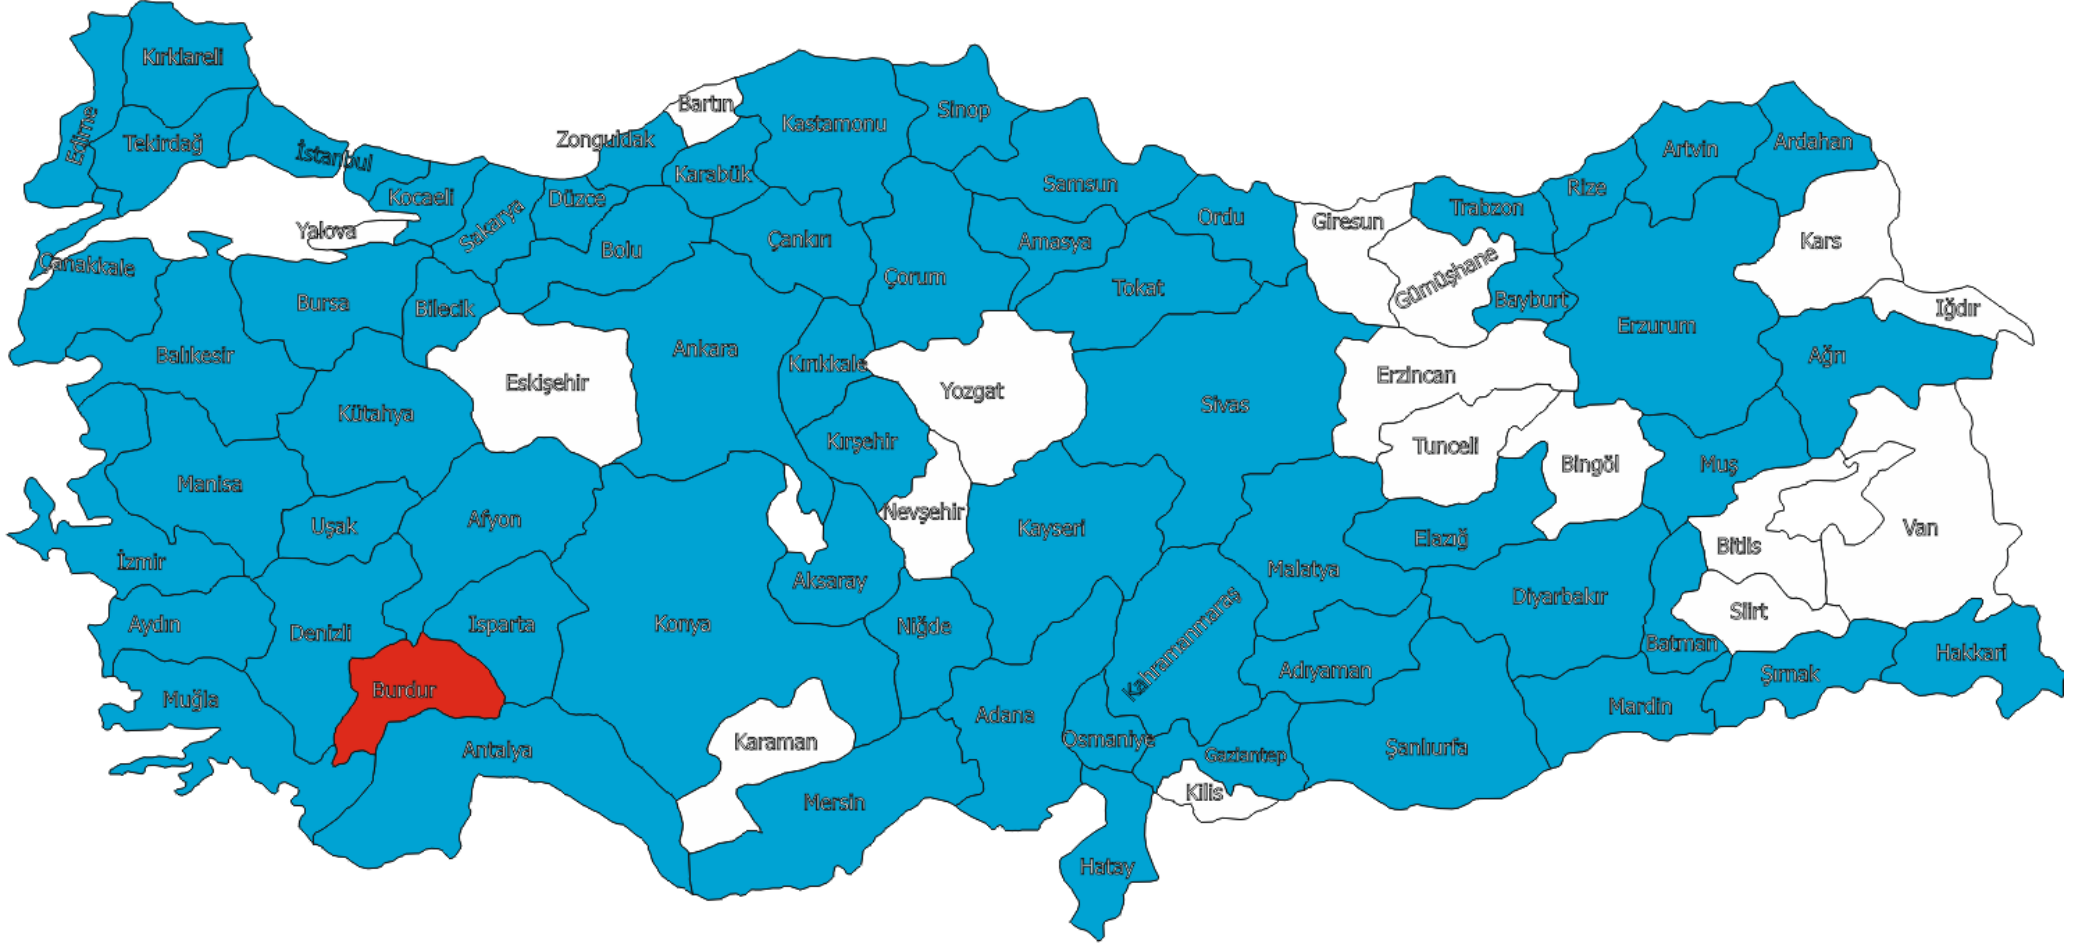 Kırklareli
Edirne
Tekirdağ
İstanbul
Kocaeli
Yalova
Sakarya
Düzce
Zonguldak
Bartın
Karabük
Kastamonu
Sinop
Samsun
Ordu
Giresun
Trabzon
Rize
Artvin
Ardahan
Kars
Iğdır
Çanakkale
Balıkesir
Bursa
Bilecik
Bolu
Çankırı
Çorum
Amasya
Tokat
Gümüşhane
Bayburt
Erzurum
Ağrı
Kütahya
Eskişehir
Ankara
Kırıkkale
Kırşehir
Yozgat
Sivas
Erzincan
Tunceli
Bingöl
Muş
Manisa
Uşak
Afyon
Nevşehir
Kayseri
Elazığ
Bitlis
Van
İzmir
Aydın
Denizli
Isparta
Konya
Aksaray
Niğde
Kahramanmaraş
Malatya
Adıyaman
Diyarbakır
Batman
Siirt
Şırnak
Hakkari
Muğla
Burdur
Antalya
Karaman
Mersin
Adana
Osmaniye
Gaziantep
Kilis
Şanlıurfa
Mardin
Hatay